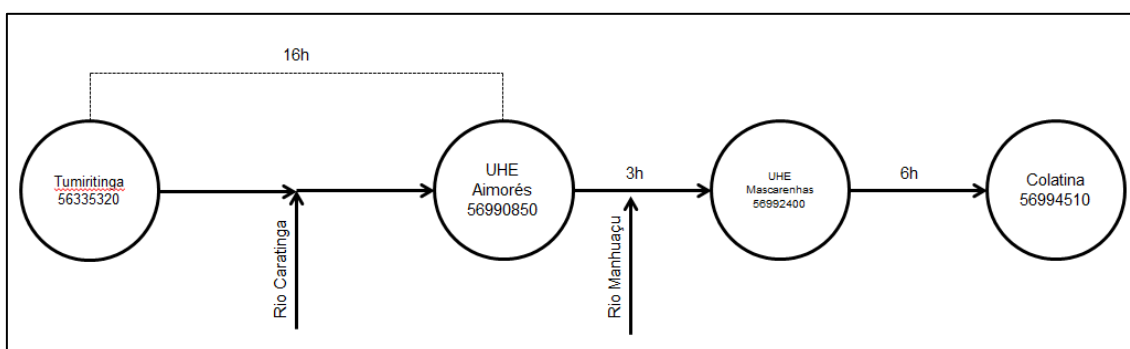 16h
Tumiritinga
56335320
UHE
Aimorés
56990850
3h
UHE
Mascarenhas
56992400
6h
Colatina
56994510
Rio Caratinga
Rio Manhuaçu